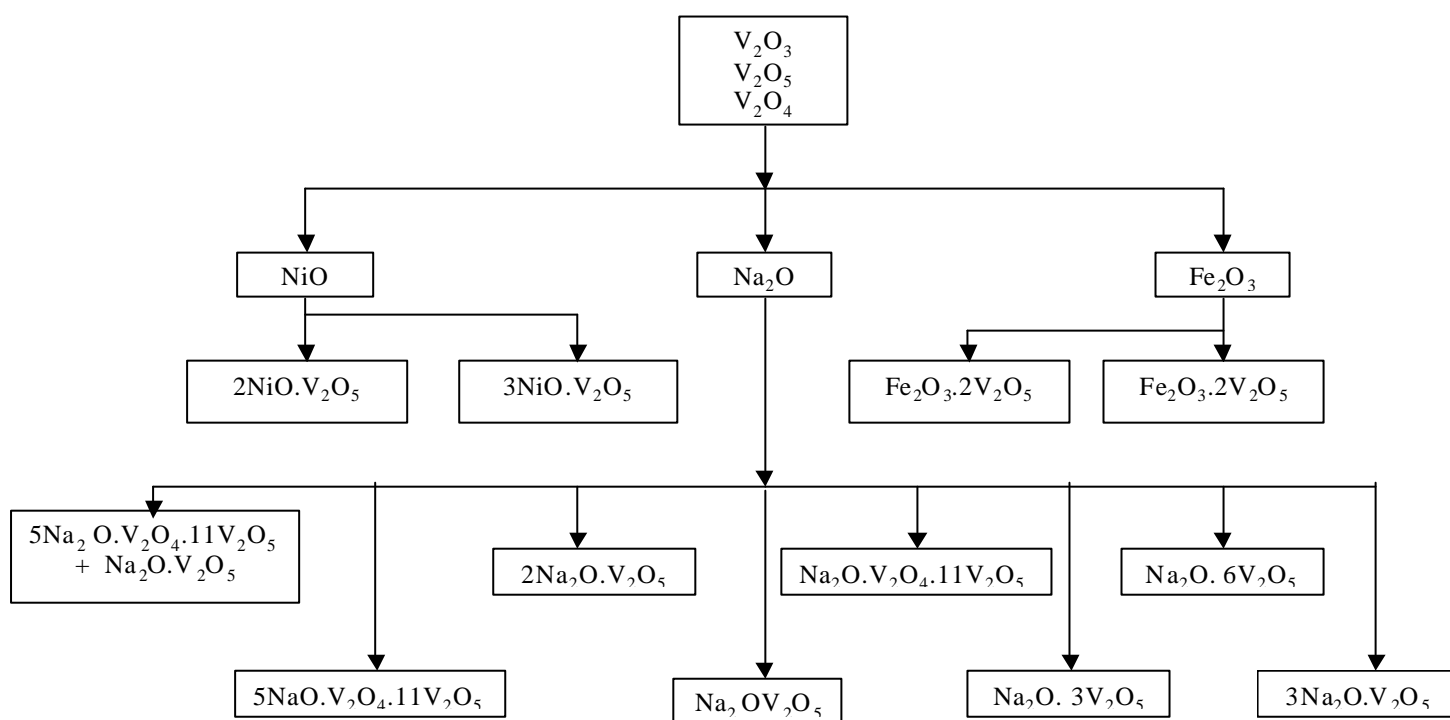 V₂O₃
V₂O₅
V₂O₄
NiO
Na₂O
Fe₂O₃
2NiO.V₂O₅
3NiO.V₂O₅
Fe₂O₃.2V₂O₅
Fe₂O₃.2V₂O₅
5Na₂ O.V₂O₄.11V₂O₅
+ Na₂O.V₂O₅
2Na₂O.V₂O₅
Na₂O.V₂O₄.11V₂O₅
Na₂O. 6V₂O₅
5NaO.V₂O₄.11V₂O₅
Na₂ OV₂O₅
Na₂O. 3V₂O₅
3Na₂O.V₂O₅